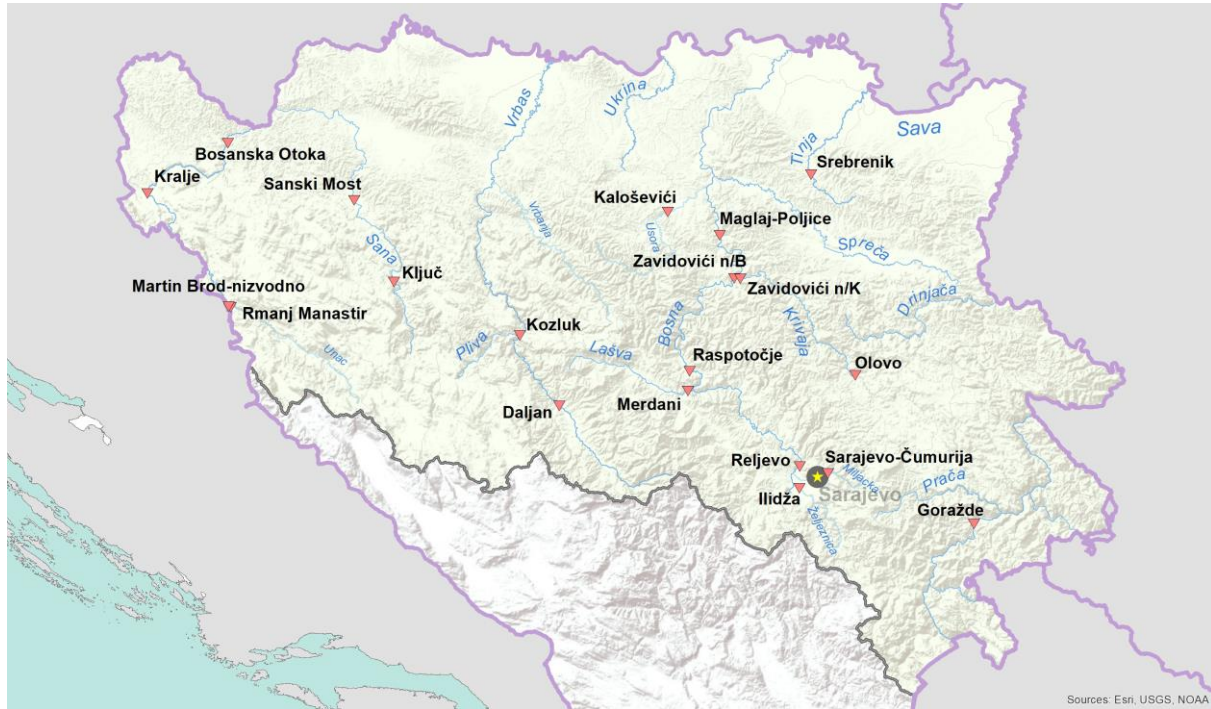 Vrbas
Ukrina
Sava
Tinja
Bosanska Otoka
Srebrenik
Kralje
Sanski Most
Kaloševići
Vrbanja
Maglaj-Poljice
Usora
Spreča
Sana
Zavidovići n/B
Ključ
Zavidovići n/K
Martin Brod-nizvodno
Drinjača
Rmanj Manastir
Kozluk
Bosna
Krivaja
Pliva
Lašva
Unac
Raspotočje
Olovo
Merdani
Daljan
Reljevo
Sarajevo-Čumurija
Miljacka
Prača
Ilidža
Sarajevo
Goražde
Željeznica
Sources: Esri, USGS, NOAA